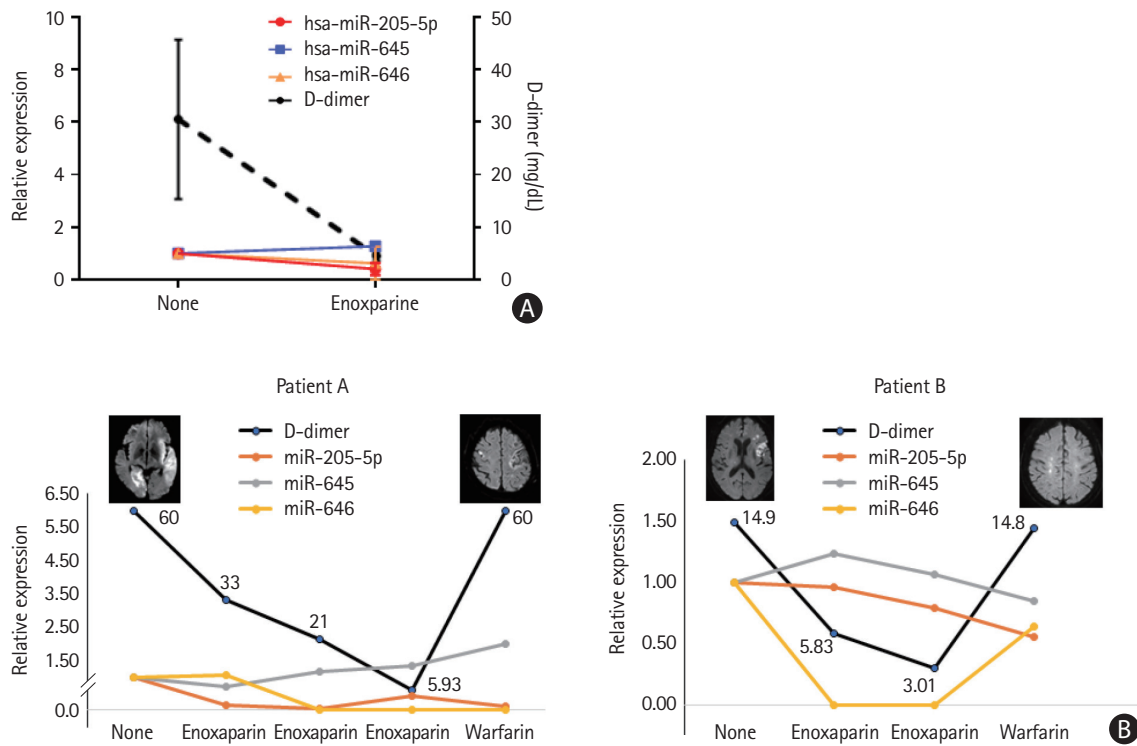 10
8
6
4
2
0
Relative expression
hsa-miR-205-5p
hsa-miR-645
hsa-miR-646
D-dimer
50
40
30
20
10
0
D-dimer (mg/dL)
None Enoxparine
A
Patient A
D-dimer
miR-205-5p
miR-645
miR-646
6.50
5.50
4.50
3.50
2.50
1.50
0.0
Relative expression
60
33
21
5.93
60
None Enoxaparin Enoxaparin Enoxaparin Warfarin
Patient B
D-dimer
miR-205-5p
miR-645
miR-646
2.00
1.50
1.00
0.50
0.00
Relative expression
14.9
5.83
3.01
14.8
None Enoxaparin Enoxaparin Warfarin
B